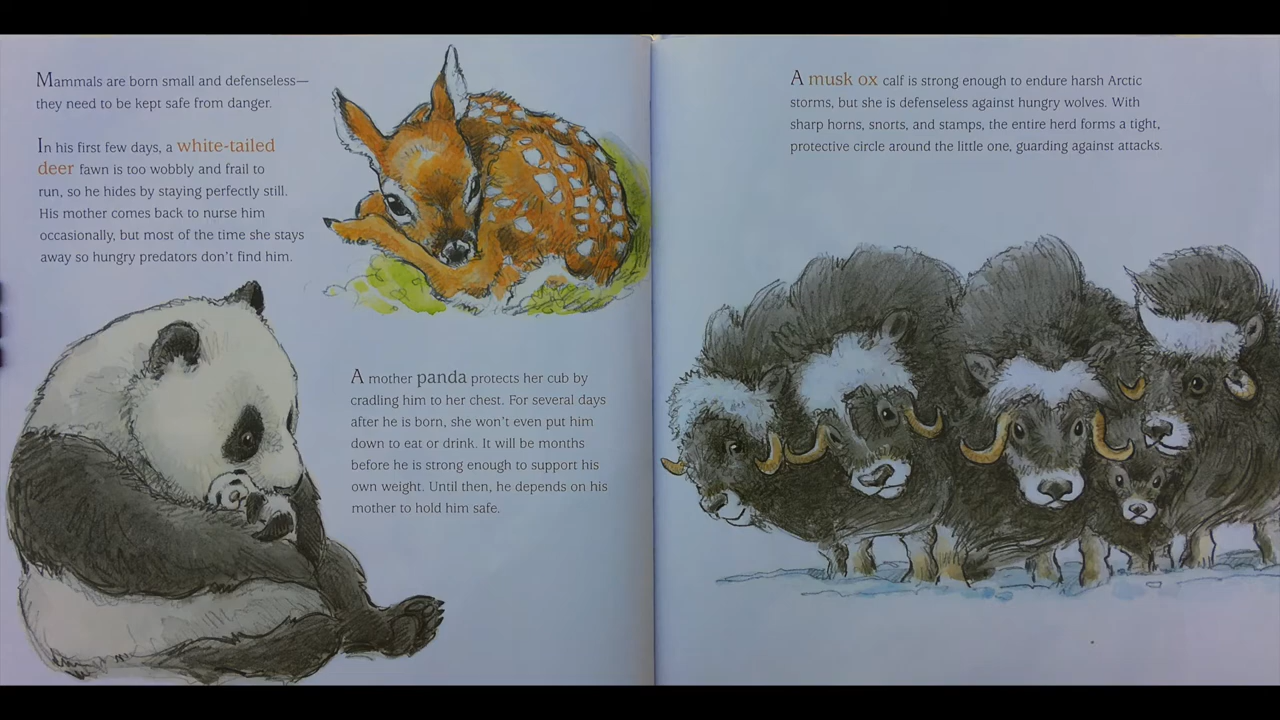 Mammals are born small and defenseless—
they need to be kept safe from danger.
In his first few days, a white-tailed
deer fawn is too wobbly and frail to
run, so he hides by staying perfectly still.
His mother comes back to nurse him
occasionally, but most of the time she stays
away so hungry predators don't find him.
A mother panda protects her cub by
cradling him to her chest. For several days
after he is born, she won't even put him
down to eat or drink. It will be months
before he is strong enough to support his
own weight. Until then, he depends on his
mother to hold him safe.
A musk ox calf is strong enough to endure harsh Arctic
storms, but she is defenseless against hungry wolves. With
sharp horns, snorts, and stamps, the entire herd forms a tight,
protective circle around the little one, guarding against attacks.